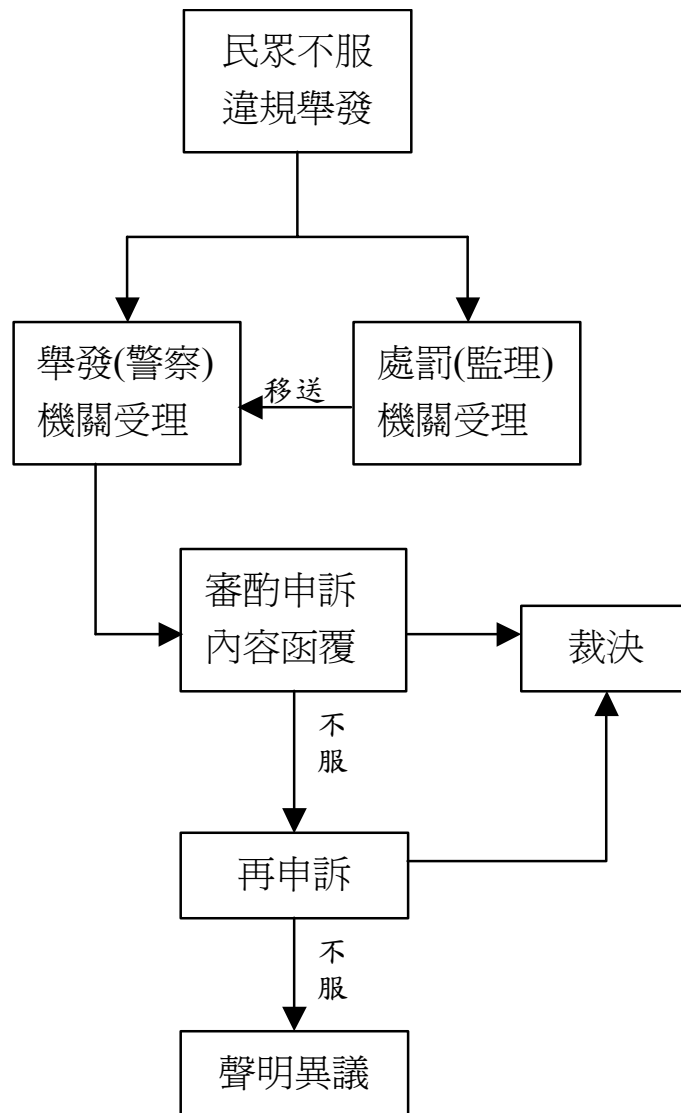 民眾不服
違規舉發
舉發(警察)
機關受理
移送
處罰(監理)
機關受理
審酌申訴
內容函覆
裁決
不
服
再申訴
不
服
聲明異議